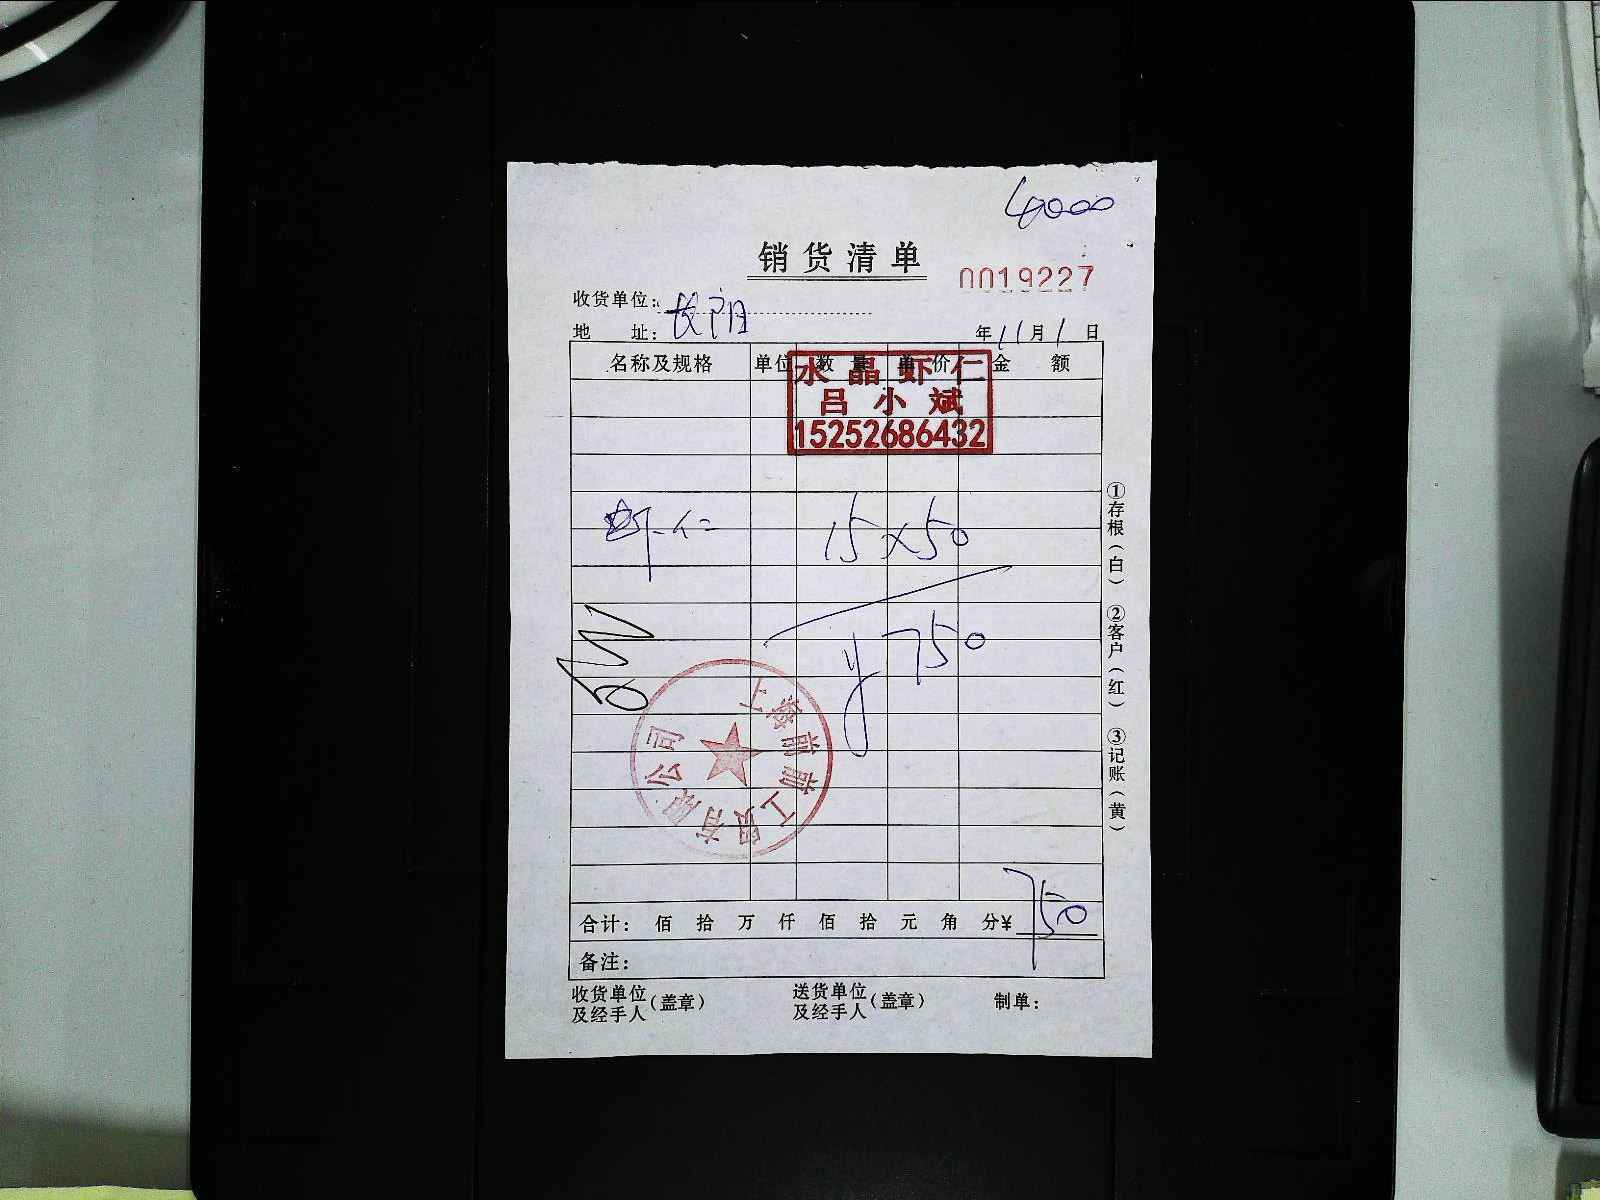 4000
销货清单
0019227
收货单位: 长阳
地 址:
年 11 月 1 日
名称及规格 单位 数量 单价 金额
水晶虾仁
吕小斌
15252686432
虾仁 15×50
¥750
上海前前工贸有限公司
合计: 佰 拾 万 仟 佰 拾 元 角 分¥ 750
备注:
收货单位及经手人(盖章) 送货单位及经手人(盖章) 制单:
①存根(白) ②客户(红) ③记账(黄)